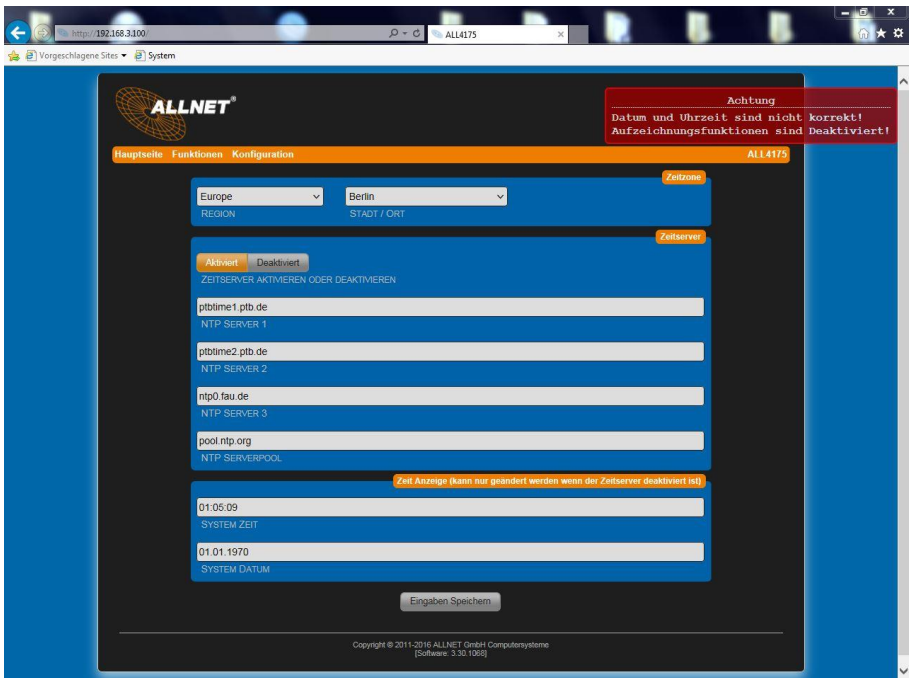 http://192.168.3.100/
ALL4175
Vorgeschlagene Sites
System
ALLNET®
Achtung
Datum und Uhrzeit sind nicht korrekt!
Aufzeichnungsfunktionen sind Deaktiviert!
Hauptseite Funktionen Konfiguration
ALL4175
Zeitzone
Europe
Berlin
REGION
STADT / ORT
Zeitserver
Aktiviert
Deaktiviert
ZEITSERVER AKTIVIEREN ODER DEAKTIVIEREN
ptbtime1.ptb.de
NTP SERVER 1
ptbtime2.ptb.de
NTP SERVER 2
ntp0.fau.de
NTP SERVER 3
pool.ntp.org
NTP SERVERPOOL
Zeit Anzeige (kann nur geändert werden wenn der Zeitserver deaktiviert ist)
01:05:09
SYSTEM ZEIT
01.01.1970
SYSTEM DATUM
Eingaben Speichern
Copyright © 2011-2016 ALLNET GmbH Computersysteme
[Software: 3.30.1068]